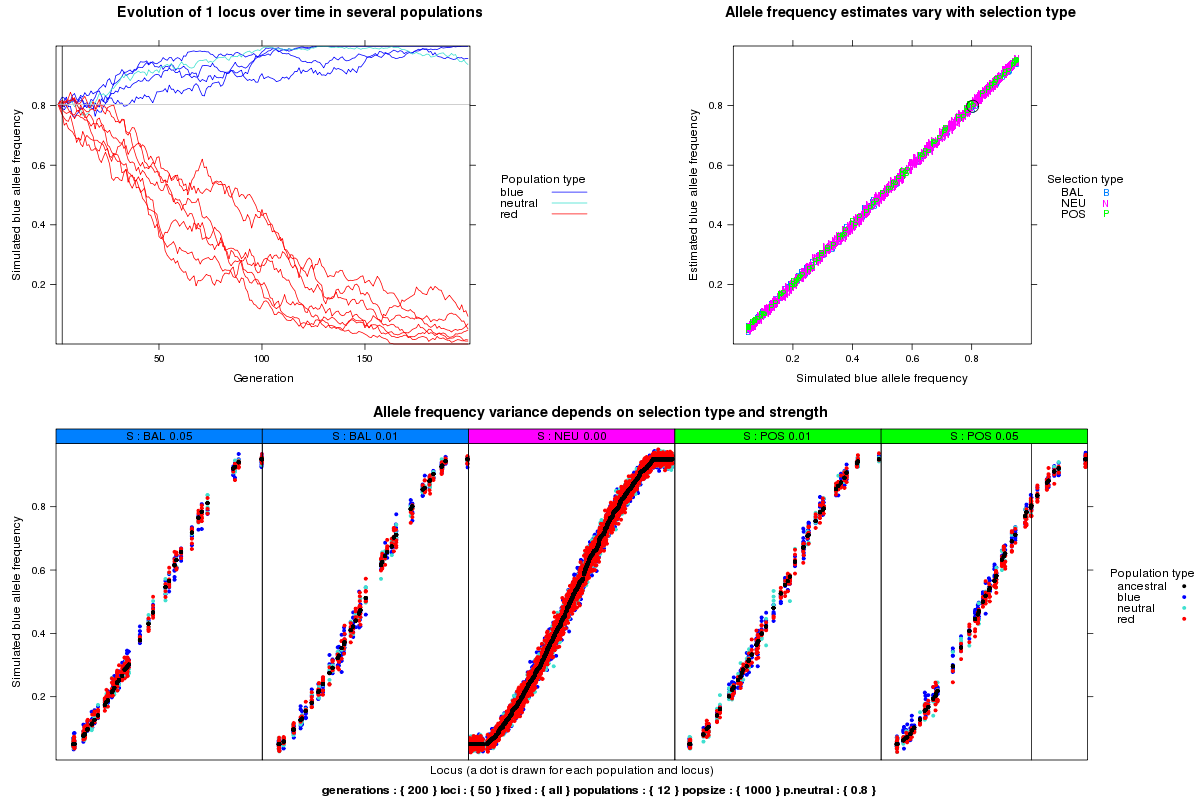 Evolution of 1 locus over time in several populations
Simulated blue allele frequency
0.8
0.6
0.4
0.2
50
100
150
Generation
Population type
blue
neutral
red
Allele frequency estimates vary with selection type
Estimated blue allele frequency
0.8
0.6
0.4
0.2
0.2
0.4
0.6
0.8
Simulated blue allele frequency
Selection type
BAL B
NEU N
POS P
Allele frequency variance depends on selection type and strength
S : BAL 0.05
S : BAL 0.01
S : NEU 0.00
S : POS 0.01
S : POS 0.05
Simulated blue allele frequency
0.8
0.6
0.4
0.2
Population type
ancestral
blue
neutral
red
Locus (a dot is drawn for each population and locus)
generations : { 200 } loci : { 50 } fixed : { all } populations : { 12 } popsize : { 1000 } p.neutral : { 0.8 }